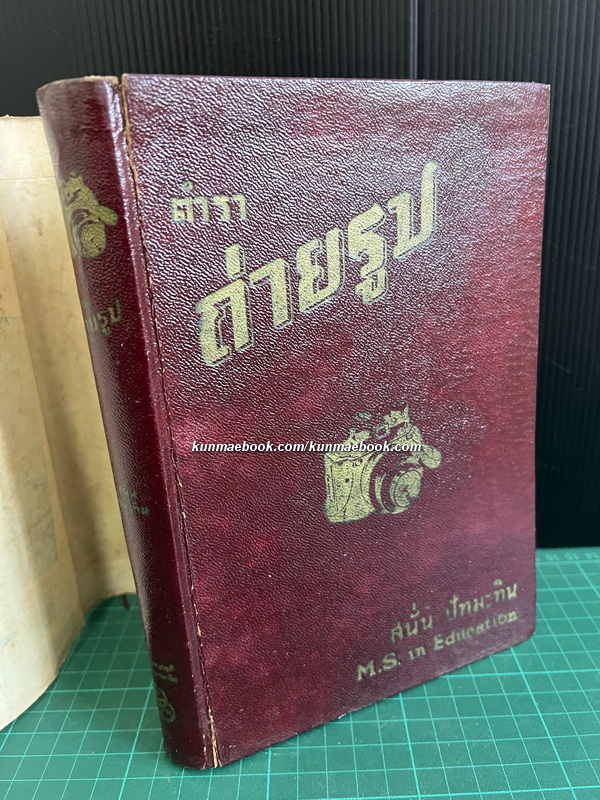 ตำรา
ถ่ายรูป
kunmaebook.com/kunmaebook.com
สนั่น ปัทมะทิน
M.S. in Education